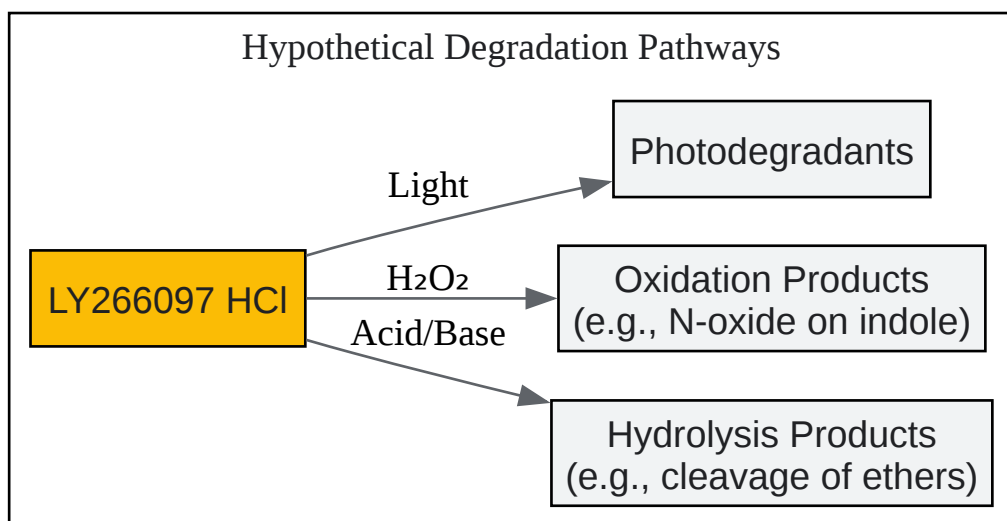 Hypothetical Degradation Pathways
Photodegradants
Light
LY266097 HCl
H₂O₂
Oxidation Products
(e.g., N-oxide on indole)
Acid/Base
Hydrolysis Products
(e.g., cleavage of ethers)